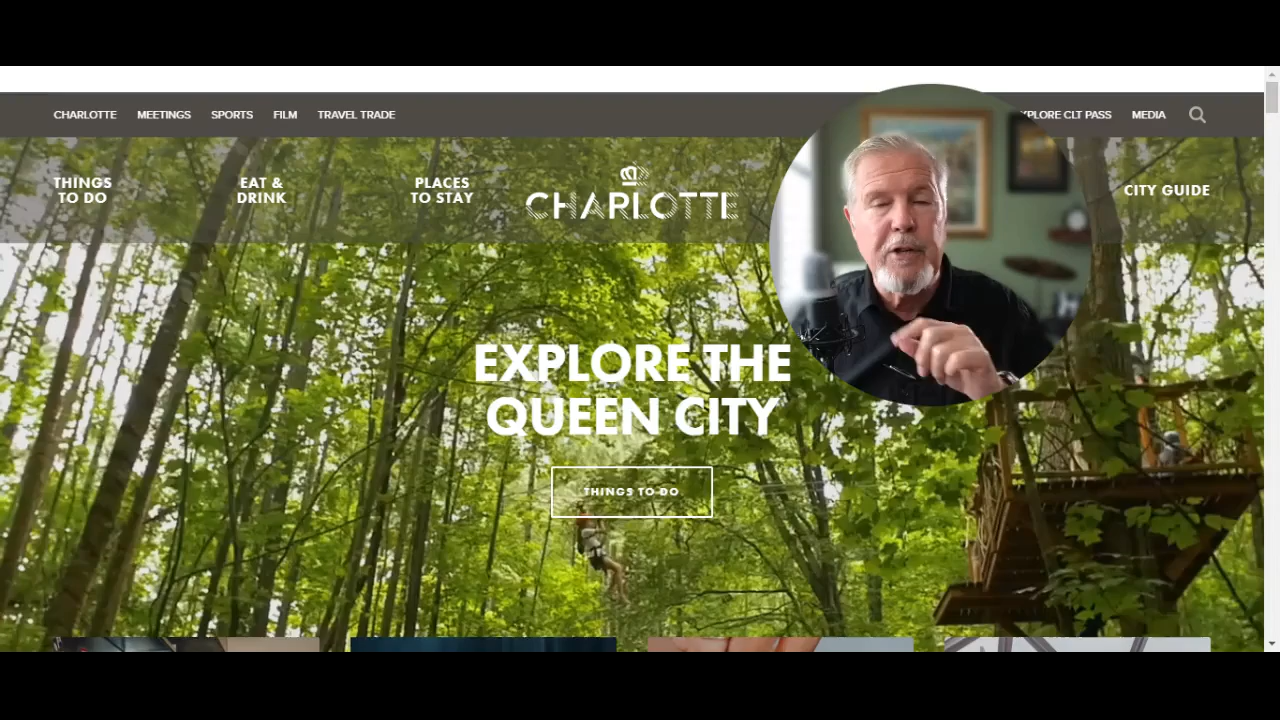 CHARLOTTE MEETINGS SPORTS FILM TRAVEL TRADE CLT PASS MEDIA
THINGS
TO DO
EAT &
DRINK
PLACES
TO STAY
CHARLOTTE
CITY GUIDE
EXPLORE THE
QUEEN CITY
THINGS TO DO